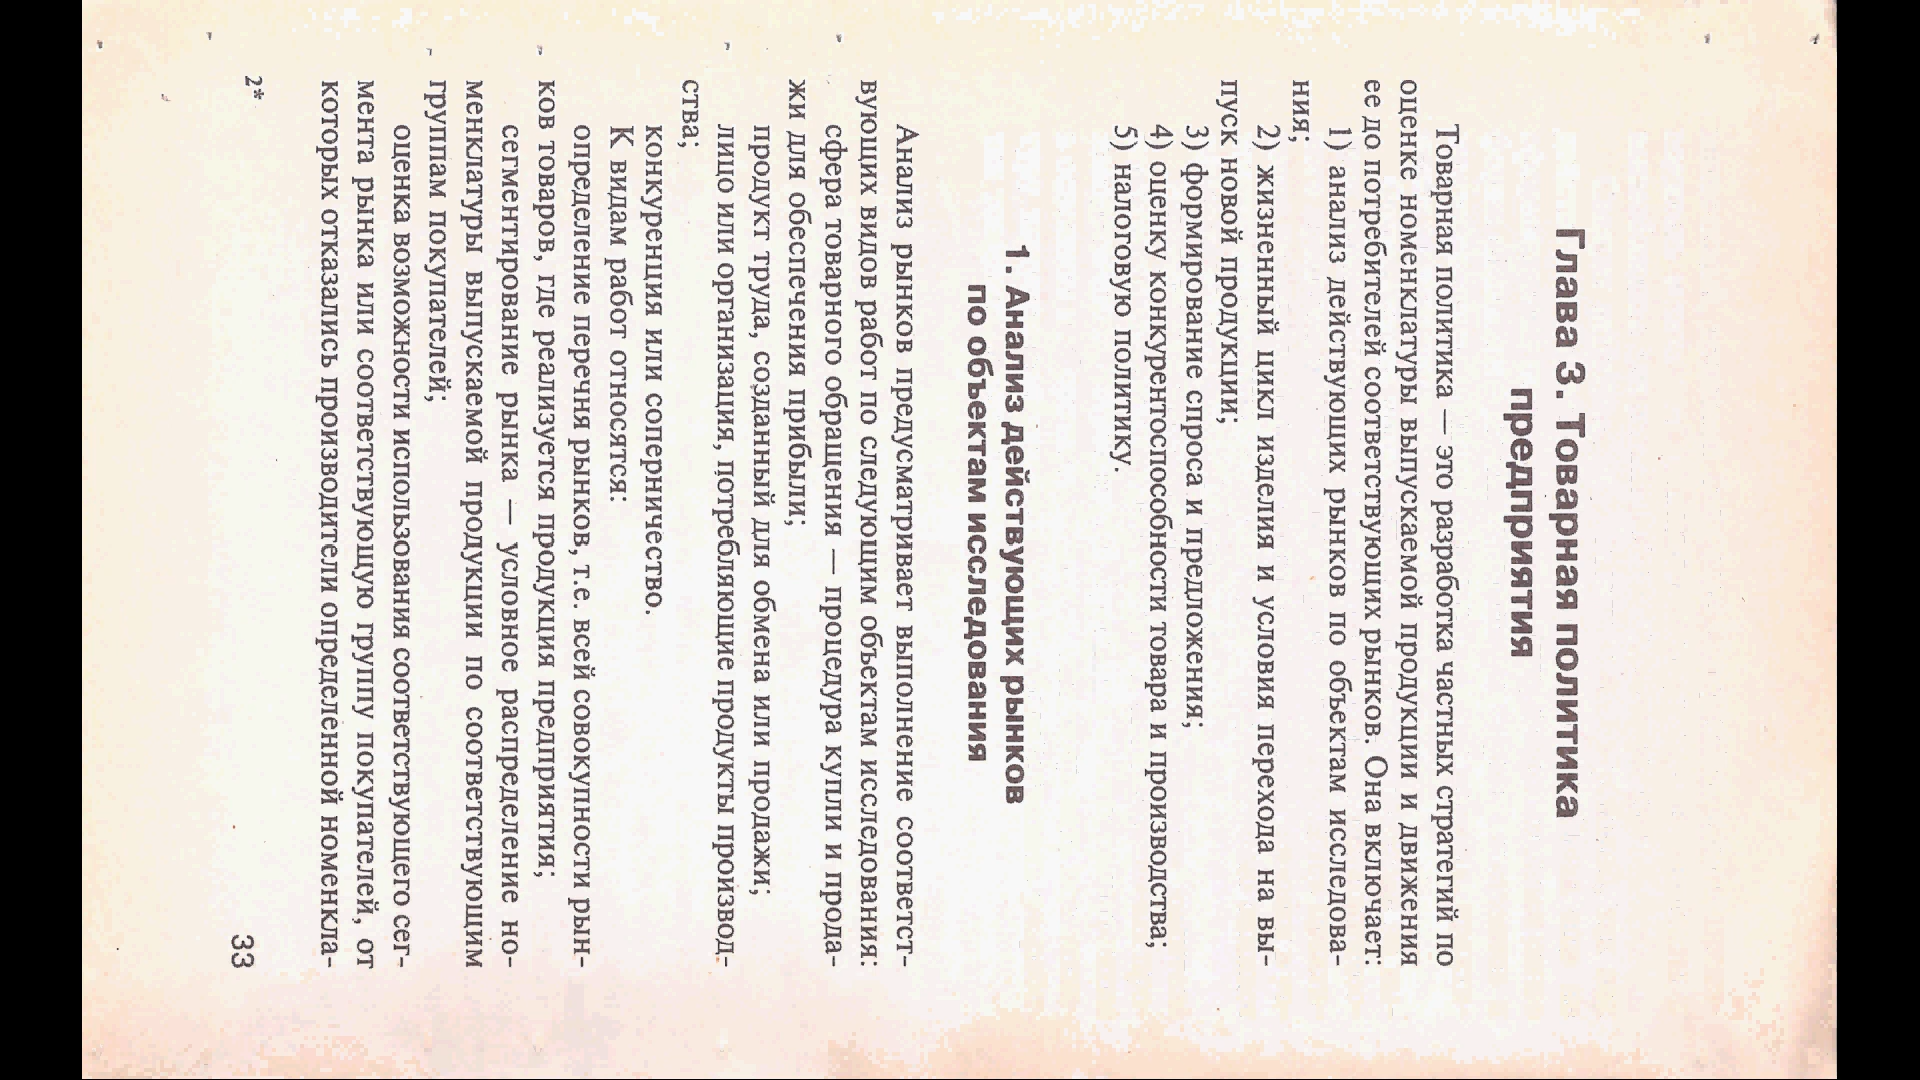 Глава 3. Товарная политика
предприятия
Товарная политика — это разработка частных стратегий по
оценке номенклатуры выпускаемой продукции и движения
ее до потребителей соответствующих рынков. Она включает:
1) анализ действующих рынков по объектам исследова-
ния;
2) жизненный цикл изделия и условия перехода на вы-
пуск новой продукции;
3) формирование спроса и предложения;
4) оценку конкурентоспособности товара и производства;
5) налоговую политику.
1. Анализ действующих рынков
по объектам исследования
Анализ рынков предусматривает выполнение соответст-
вующих видов работ по следующим объектам исследования:
сфера товарного обращения — процедура купли и прода-
жи для обеспечения прибыли;
продукт труда, созданный для обмена или продажи;
лицо или организация, потребляющие продукты производ-
ства;
конкуренция или соперничество.
К видам работ относятся:
определение перечня рынков, т.е. всей совокупности рын-
ков товаров, где реализуется продукция предприятия;
сегментирование рынка — условное распределение но-
менклатуры выпускаемой продукции по соответствующим
группам покупателей;
оценка возможности использования соответствующего сег-
мента рынка или соответствующую группу покупателей, от
которых отказались производители определенной номенкла-
2*
33